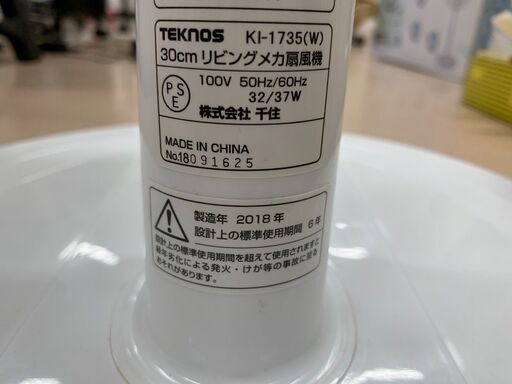 TEKNOS KI-1735(W)
30cm リビングメカ扇風機
PSE
100V 50Hz/60Hz
32/37W
株式会社 千住
MADE IN CHINA
No.18091625
製造年 2018年
設計上の標準使用期間 6年
設計上の標準使用期間を超えて使用されますと
経年劣化による発火・けが等の事故に至る
おそれがあります。